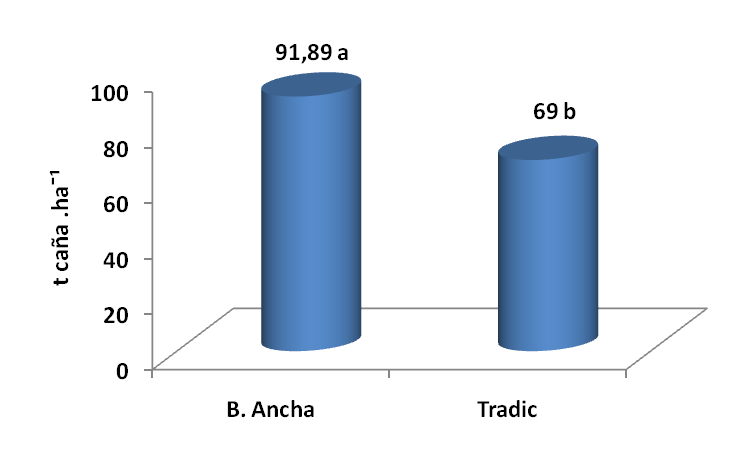 91,89 a
69 b
100
80
60
40
20
0
t caña .ha⁻¹
B. Ancha
Tradic